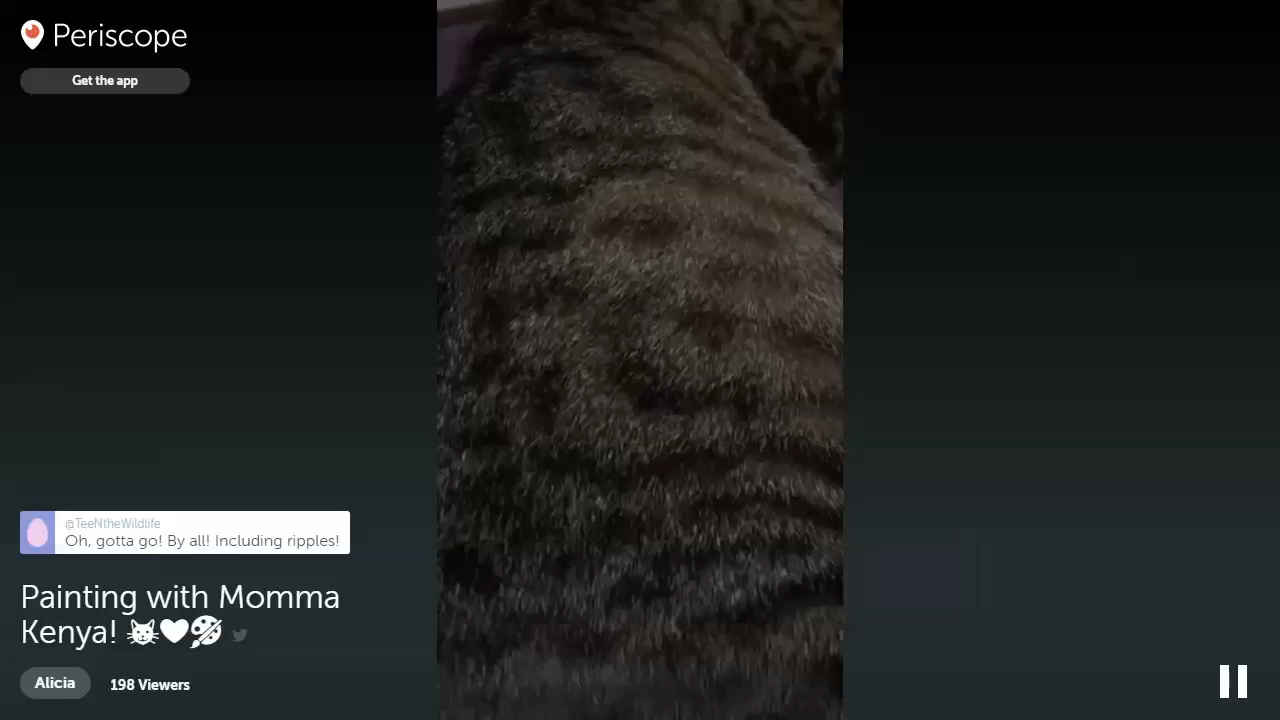 Periscope
Get the app
@TeeNtheWildlife
Oh, gotta go! By all! Including ripples!
Painting with Momma
Kenya! 🐱❤🎨
Alicia
198 Viewers